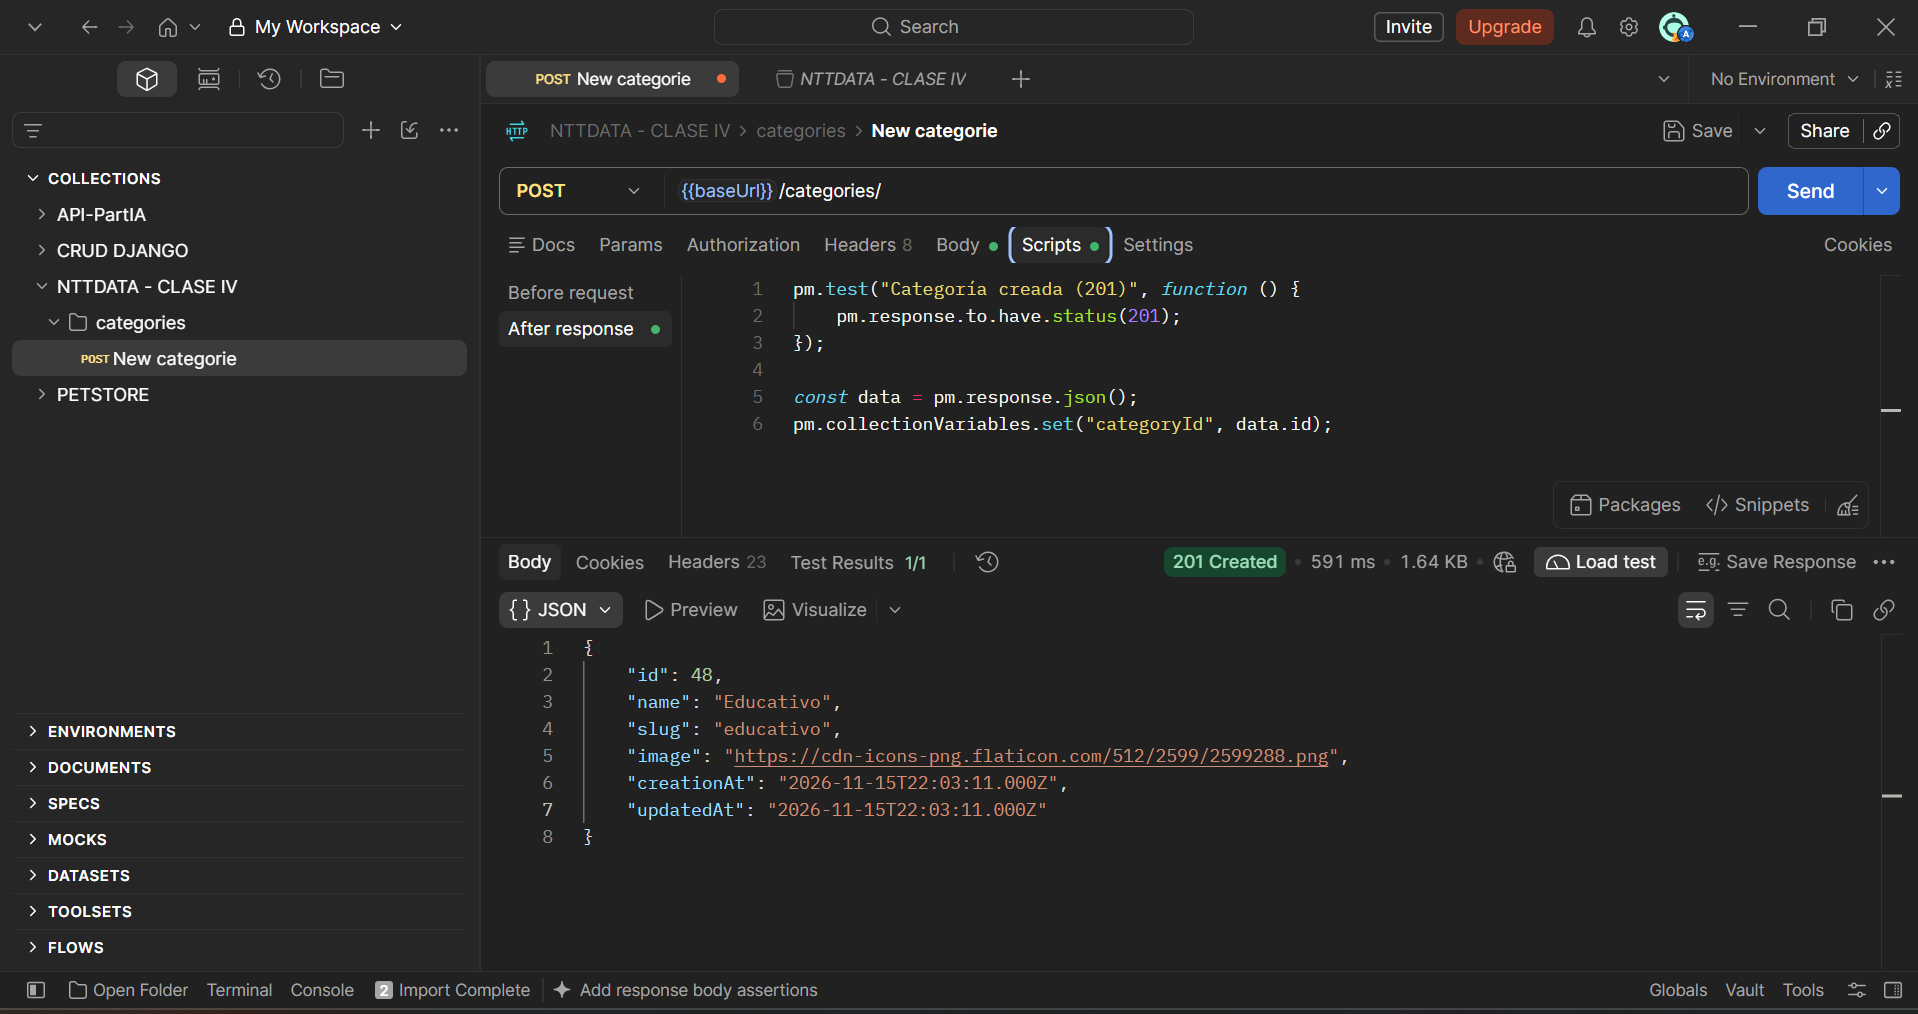 My Workspace
Search
Invite
Upgrade
A
POST New categorie
NTTDATA - CLASE IV
No Environment
COLLECTIONS
API-PartIA
CRUD DJANGO
NTTDATA - CLASE IV
categories
POST New categorie
PETSTORE
ENVIRONMENTS
DOCUMENTS
SPECS
MOCKS
DATASETS
TOOLSETS
FLOWS
HTTP NTTDATA - CLASE IV > categories > New categorie
Save
Share
POST
{{baseUrl}} /categories/
Send
Docs Params Authorization Headers 8 Body Scripts Settings
Cookies
Before request
After response
1 pm.test("Categoría creada (201)", function () {
2 pm.response.to.have.status(201);
3 });
4
5 const data = pm.response.json();
6 pm.collectionVariables.set("categoryId", data.id);
Packages
</> Snippets
Body Cookies Headers 23 Test Results 1/1
201 Created • 591 ms • 1.64 KB
Load test
e.g. Save Response
{ } JSON
Preview
Visualize
1 {
2 "id": 48,
3 "name": "Educativo",
4 "slug": "educativo",
5 "image": "https://cdn-icons-png.flaticon.com/512/2599/2599288.png",
6 "creationAt": "2026-11-15T22:03:11.000Z",
7 "updatedAt": "2026-11-15T22:03:11.000Z"
8 }
Open Folder Terminal Console 2 Import Complete Add response body assertions
Globals Vault Tools